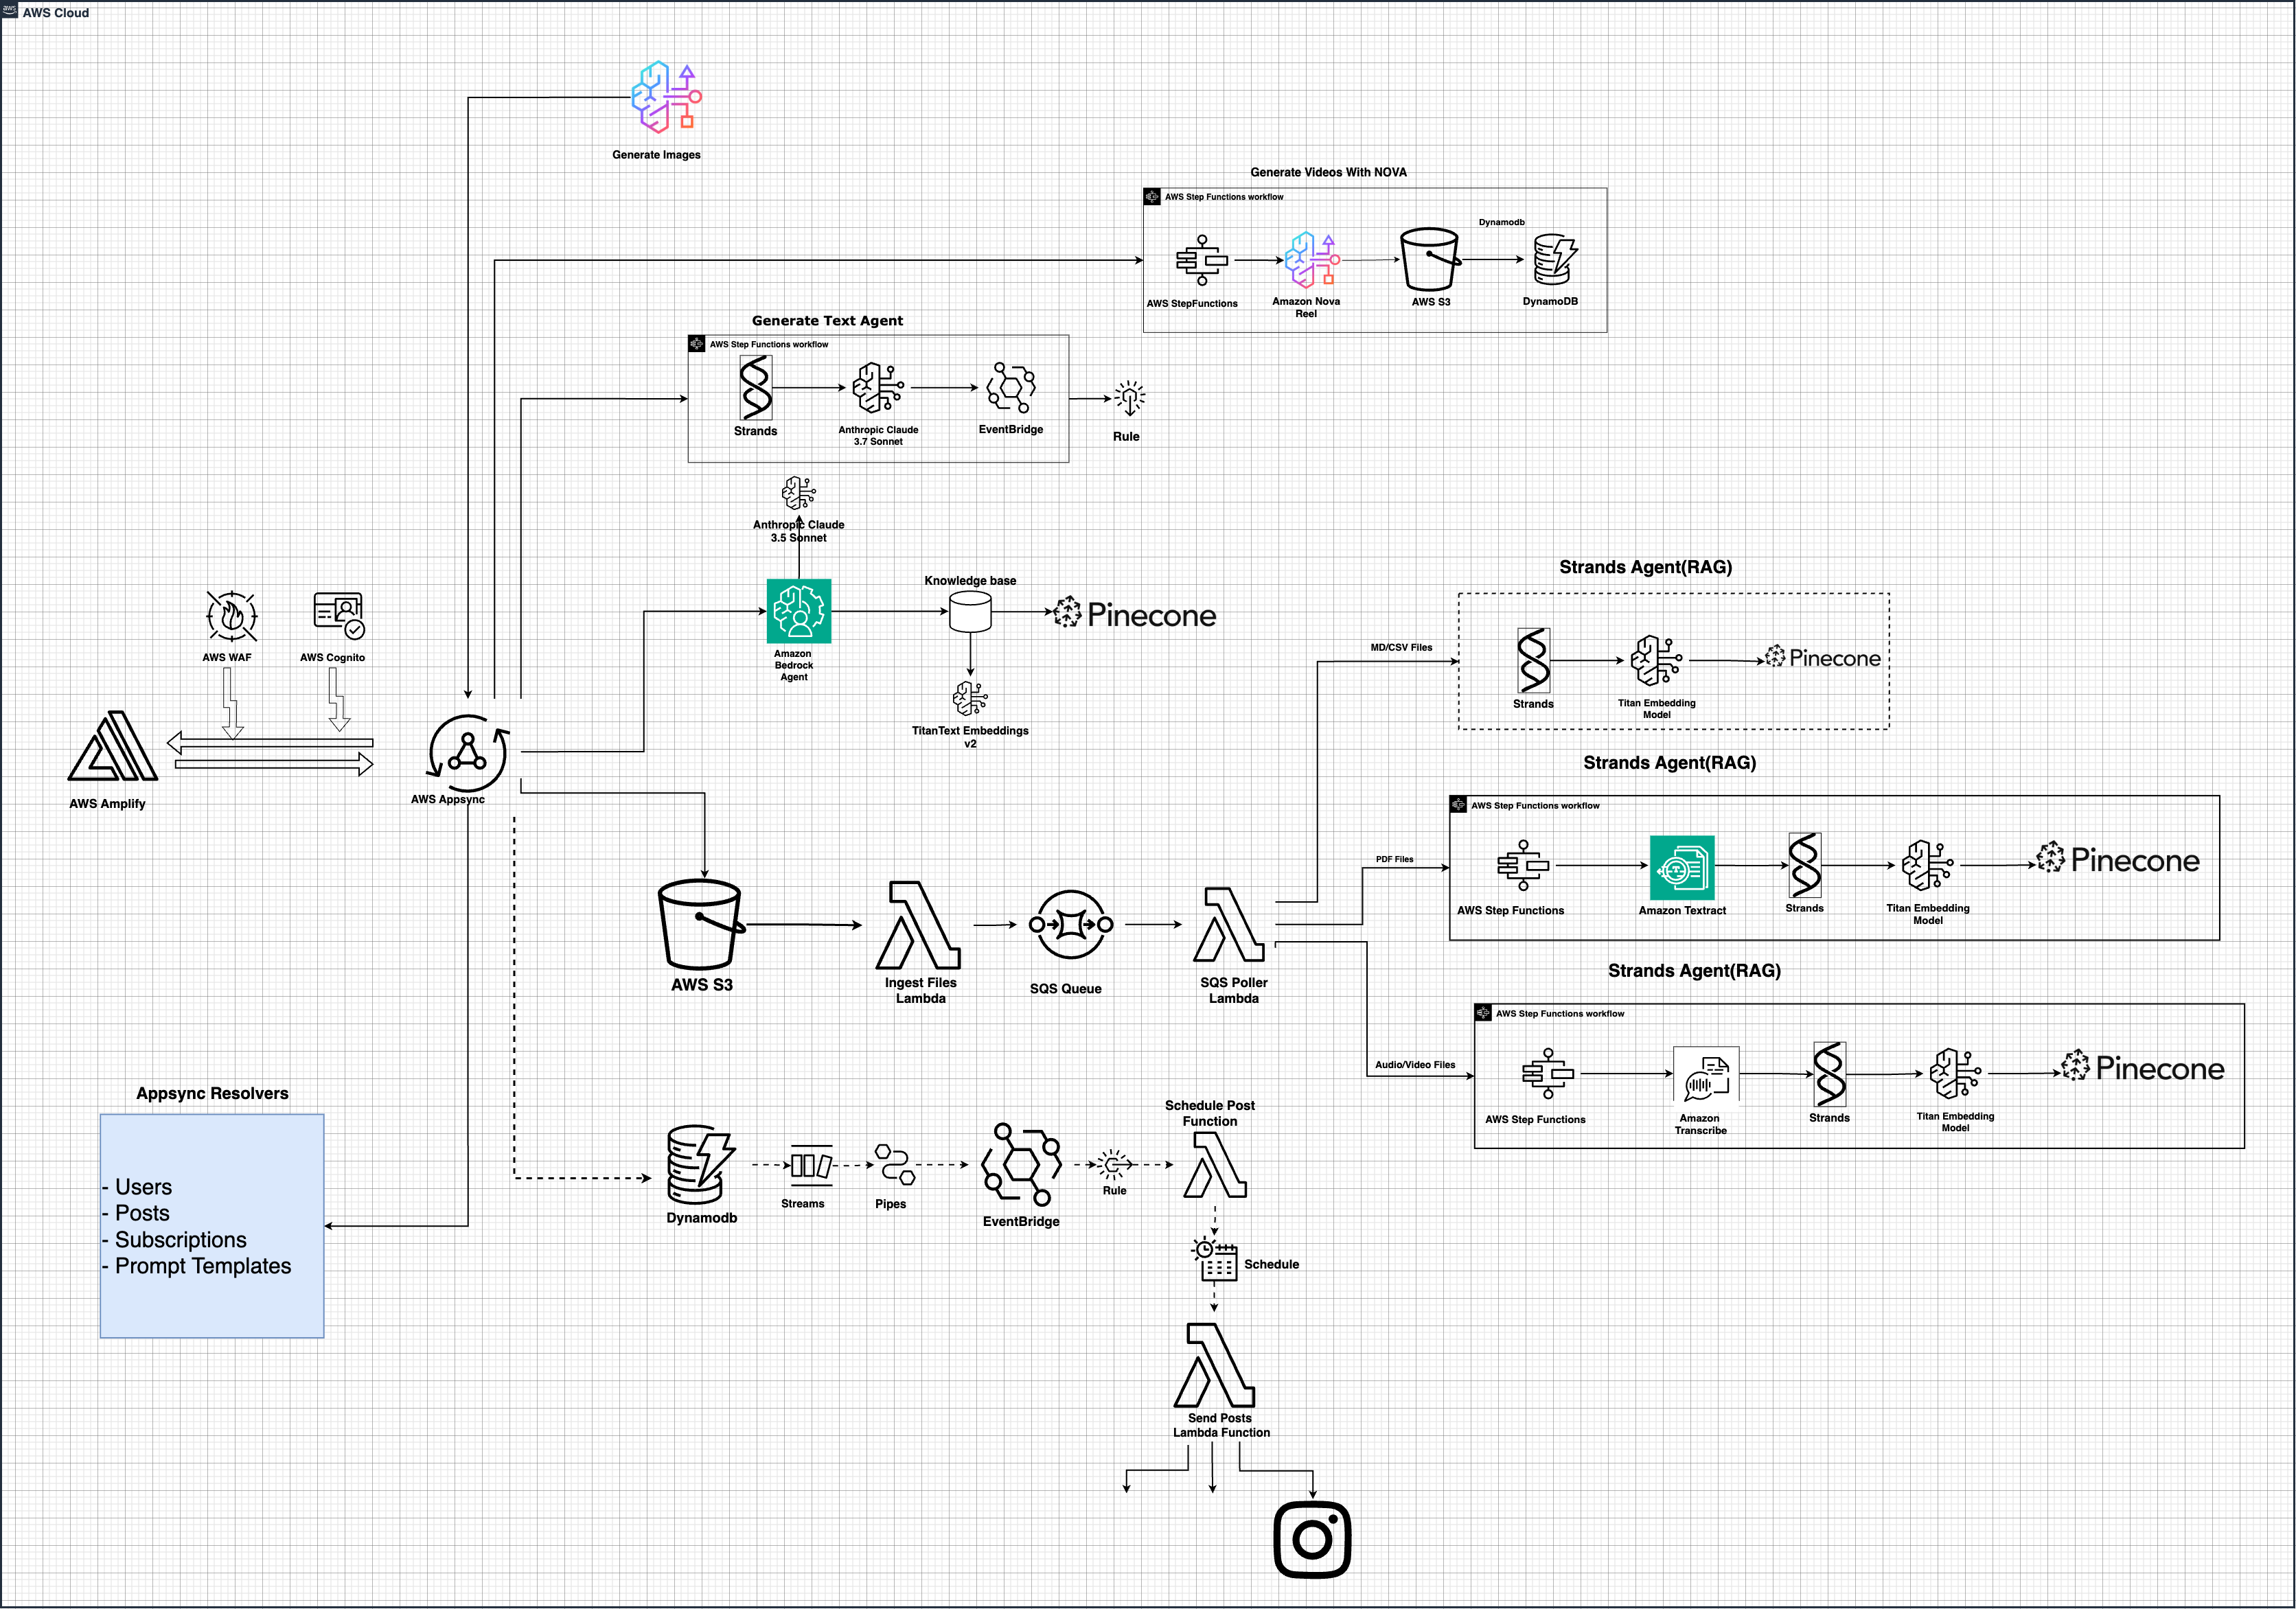 aws
AWS Cloud
Generate Images
Generate Videos With NOVA
AWS Step Functions workflow
Dynamodb
AWS StepFunctions
Amazon Nova
Reel
AWS S3
DynamoDB
Generate Text Agent
AWS Step Functions workflow
Strands
Anthropic Claude
3.7 Sonnet
EventBridge
Rule
Anthropic Claude
3.5 Sonnet
Amazon
Bedrock
Agent
Knowledge base
Pinecone
TitanText Embeddings
v2
AWS WAF
AWS Cognito
AWS Amplify
AWS Appsync
MD/CSV Files
Strands Agent(RAG)
Strands
Titan Embedding
Model
Pinecone
Strands Agent(RAG)
PDF Files
AWS Step Functions workflow
AWS Step Functions
Amazon Textract
Strands
Titan Embedding
Model
Pinecone
AWS S3
Ingest Files
Lambda
SQS Queue
SQS Poller
Lambda
Strands Agent(RAG)
Audio/Video Files
AWS Step Functions workflow
AWS Step Functions
Amazon
Transcribe
Strands
Titan Embedding
Model
Pinecone
Appsync Resolvers
- Users
- Posts
- Subscriptions
- Prompt Templates
Dynamodb
Streams
Pipes
EventBridge
Rule
Schedule Post
Function
Schedule
Send Posts
Lambda Function